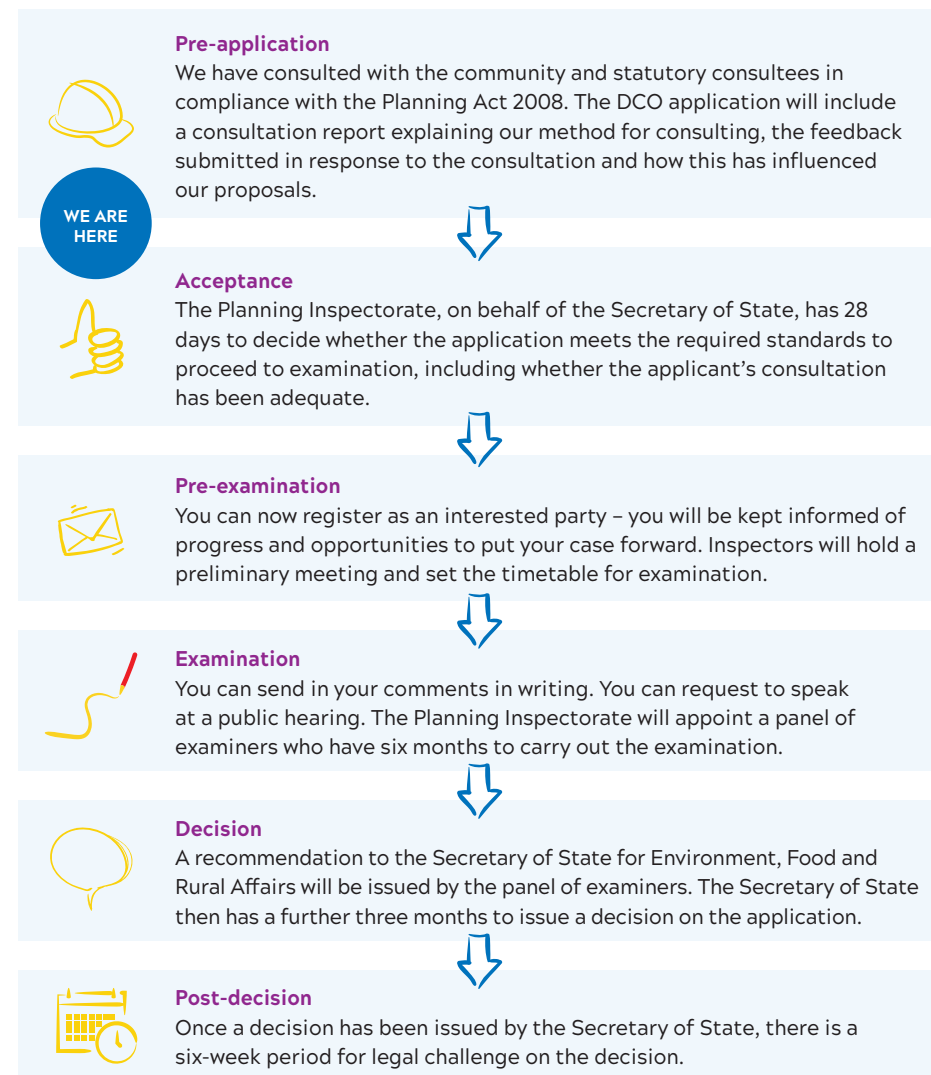 Pre-application
We have consulted with the community and statutory consultees in
compliance with the Planning Act 2008. The DCO application will include
a consultation report explaining our method for consulting, the feedback
submitted in response to the consultation and how this has influenced
our proposals.
WE ARE
HERE
Acceptance
The Planning Inspectorate, on behalf of the Secretary of State, has 28
days to decide whether the application meets the required standards to
proceed to examination, including whether the applicant’s consultation
has been adequate.
Pre-examination
You can now register as an interested party – you will be kept informed of
progress and opportunities to put your case forward. Inspectors will hold a
preliminary meeting and set the timetable for examination.
Examination
You can send in your comments in writing. You can request to speak
at a public hearing. The Planning Inspectorate will appoint a panel of
examiners who have six months to carry out the examination.
Decision
A recommendation to the Secretary of State for Environment, Food and
Rural Affairs will be issued by the panel of examiners. The Secretary of State
then has a further three months to issue a decision on the application.
Post-decision
Once a decision has been issued by the Secretary of State, there is a
six-week period for legal challenge on the decision.